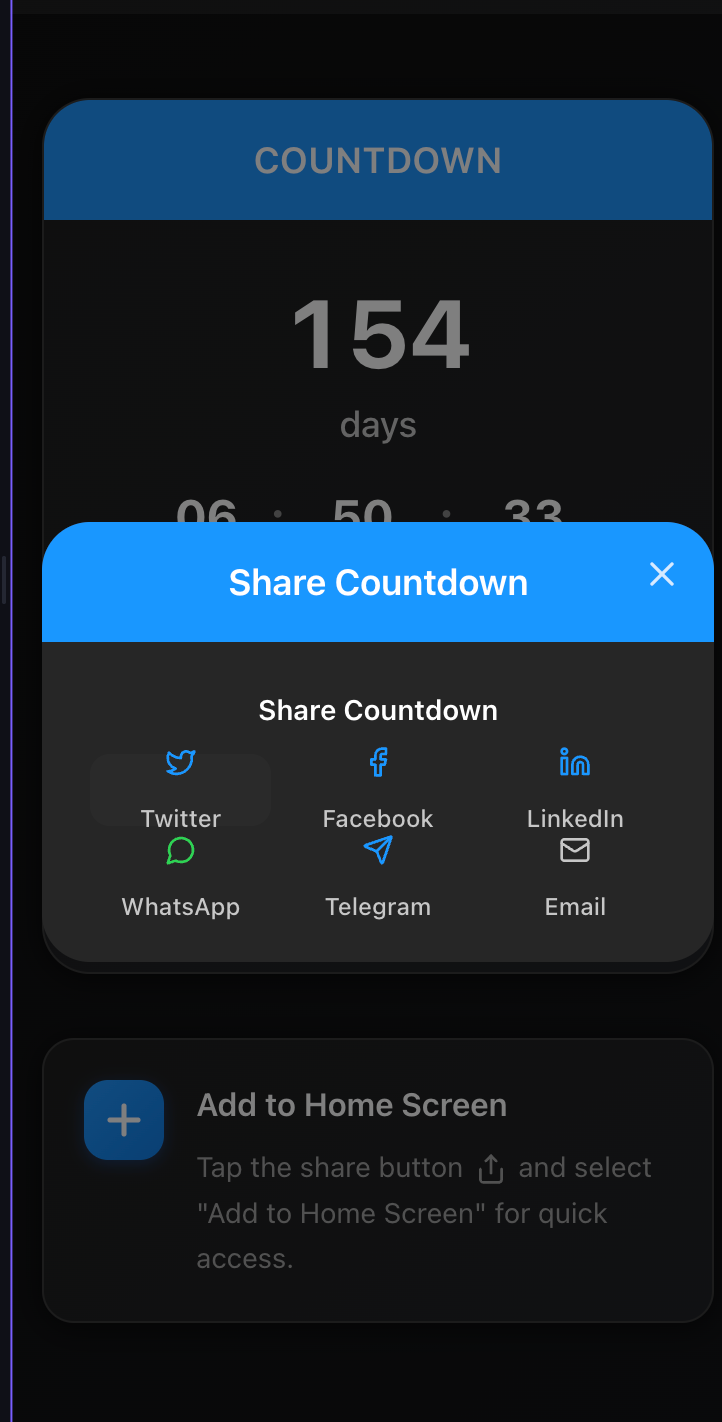 COUNTDOWN
154
days
06 : 50 : 33
Share Countdown
Share Countdown
Twitter Facebook LinkedIn
WhatsApp Telegram Email
Add to Home Screen
Tap the share button and select
"Add to Home Screen" for quick
access.